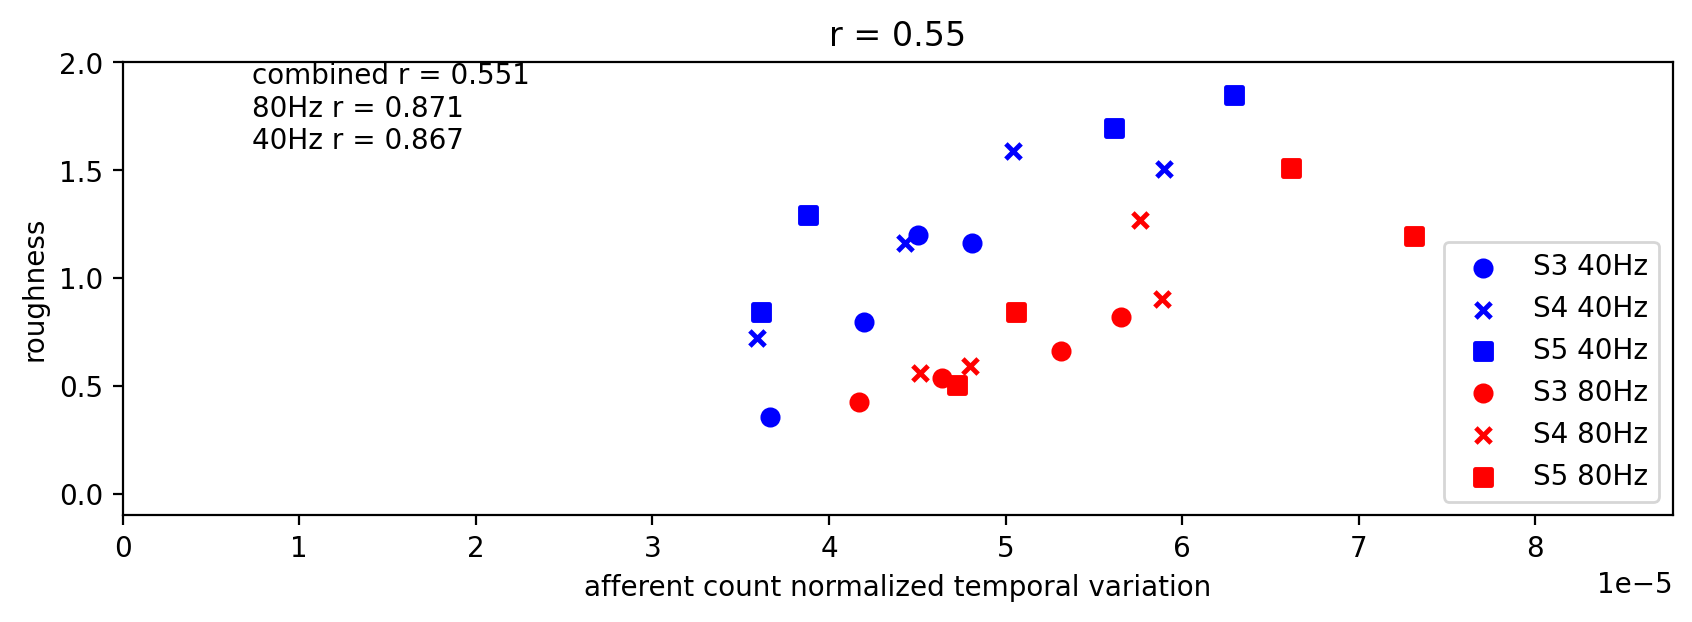 r = 0.55
combined r = 0.551
80Hz r = 0.871
40Hz r = 0.867
roughness
2.0
1.5
1.0
0.5
0.0
S3 40Hz
S4 40Hz
S5 40Hz
S3 80Hz
S4 80Hz
S5 80Hz
0 1 2 3 4 5 6 7 8
1e−5
afferent count normalized temporal variation